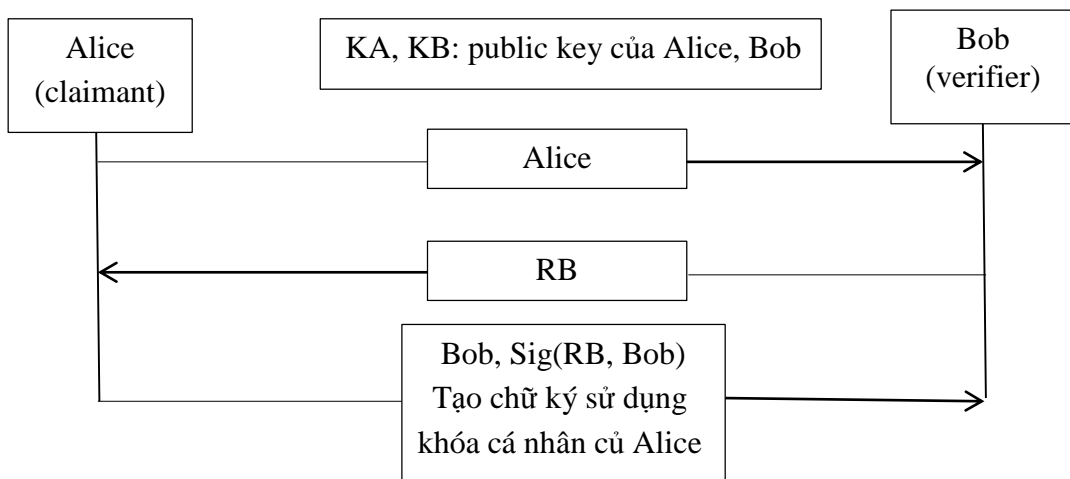 Alice
(claimant)
KA, KB: public key của Alice, Bob
Bob
(verifier)
Alice
RB
Bob, Sig(RB, Bob)
Tạo chữ ký sử dụng
khóa cá nhân củ Alice